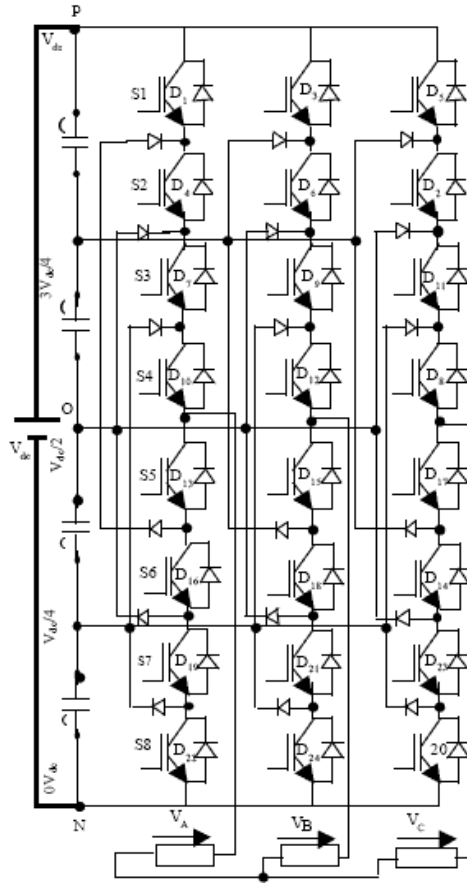 P
V_dc
S1 D_1 D_3 D_5
S2 D_4 D_6 D_2
S3 D_7 D_9 D_11
3V_dc/4
S4 D_10 D_12 D_8
O
V_dc
V_dc/2
S5 D_13 D_15 D_17
S6 D_16 D_18 D_14
V_dc/4
S7 D_19 D_21 D_23
S8 D_22 D_24 20
0V_dc
N
V_A V_B V_C